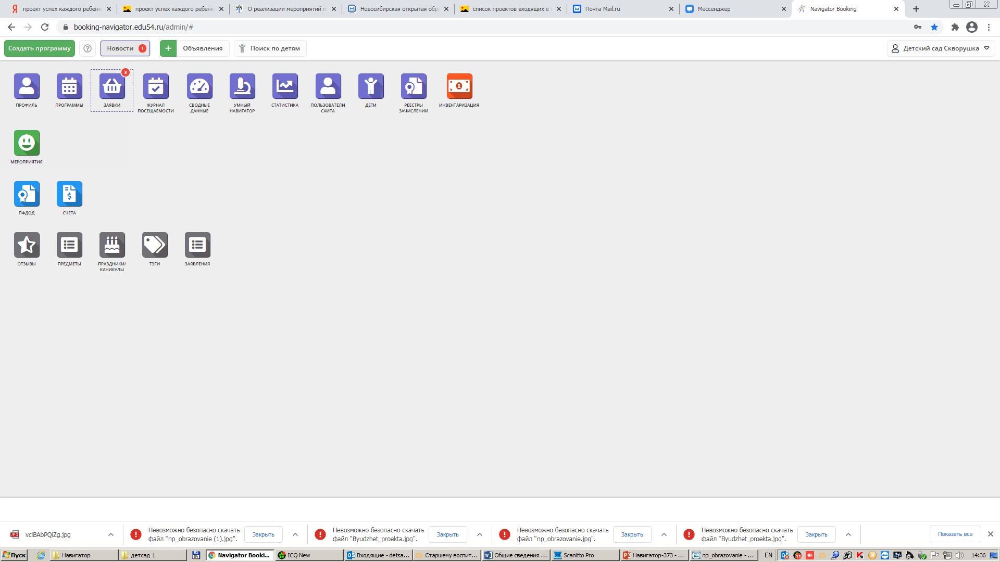 проект успех каждого ребенк
проект успех каждого ребенк
О реализации мероприятий п
Новосибирская открытая обра
список проектов входящих в
Почта Mail.ru
Мессенджер
Navigator Booking
booking-navigator.edu54.ru/admin/#
Создать программу
Новости 1
+ Объявления
Поиск по детям
Детский сад Скворушка
3
ПРОФИЛЬ
ПРОГРАММЫ
ЗАЯВКИ
ЖУРНАЛ
ПОСЕЩАЕМОСТИ
СВОДНЫЕ
ДАННЫЕ
УМНЫЙ
НАВИГАТОР
СТАТИСТИКА
ПОЛЬЗОВАТЕЛИ
САЙТА
ДЕТИ
РЕЕСТРЫ
ЗАЧИСЛЕНИЙ
ИНВЕНТАРИЗАЦИЯ
МЕРОПРИЯТИЯ
ПФДОД
СЧЕТА
ОТЗЫВЫ
ПРЕДМЕТЫ
ПРАЗДНИКИ/
КАНИКУЛЫ
ТЭГИ
ЗАЯВЛЕНИЯ
vclBAbPQiZg.jpg
Невозможно безопасно скачать
файл "np_obrazovanie (1).jpg".
Закрыть
Невозможно безопасно скачать
файл "Byudzhet_proekta.jpg".
Закрыть
Невозможно безопасно скачать
файл "np_obrazovanie.jpg".
Закрыть
Невозможно безопасно скачать
файл "Byudzhet_proekta.jpg".
Закрыть
Показать все
Пуск
Навигатор
детсад 1
Navigator Booki...
ICQ New
Входящие - detsa...
Старшему воспит...
Общие сведения ...
Scanitto Pro
Навигатор-373 - ...
np_obrazovanie - ...
EN
14:36